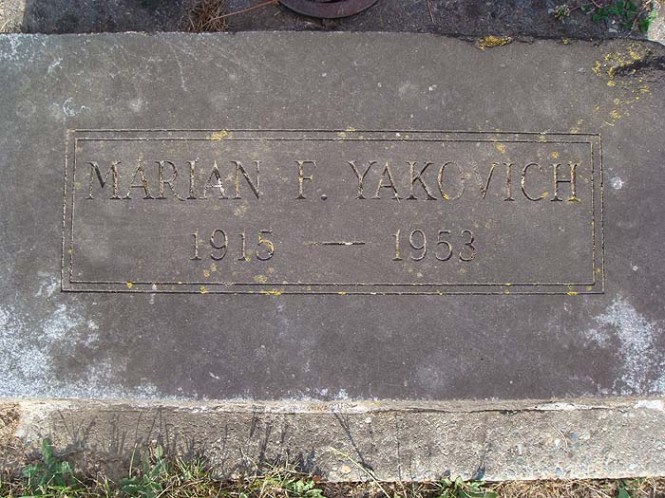 MARIAN F. YAKOVICH
1915 — 1953